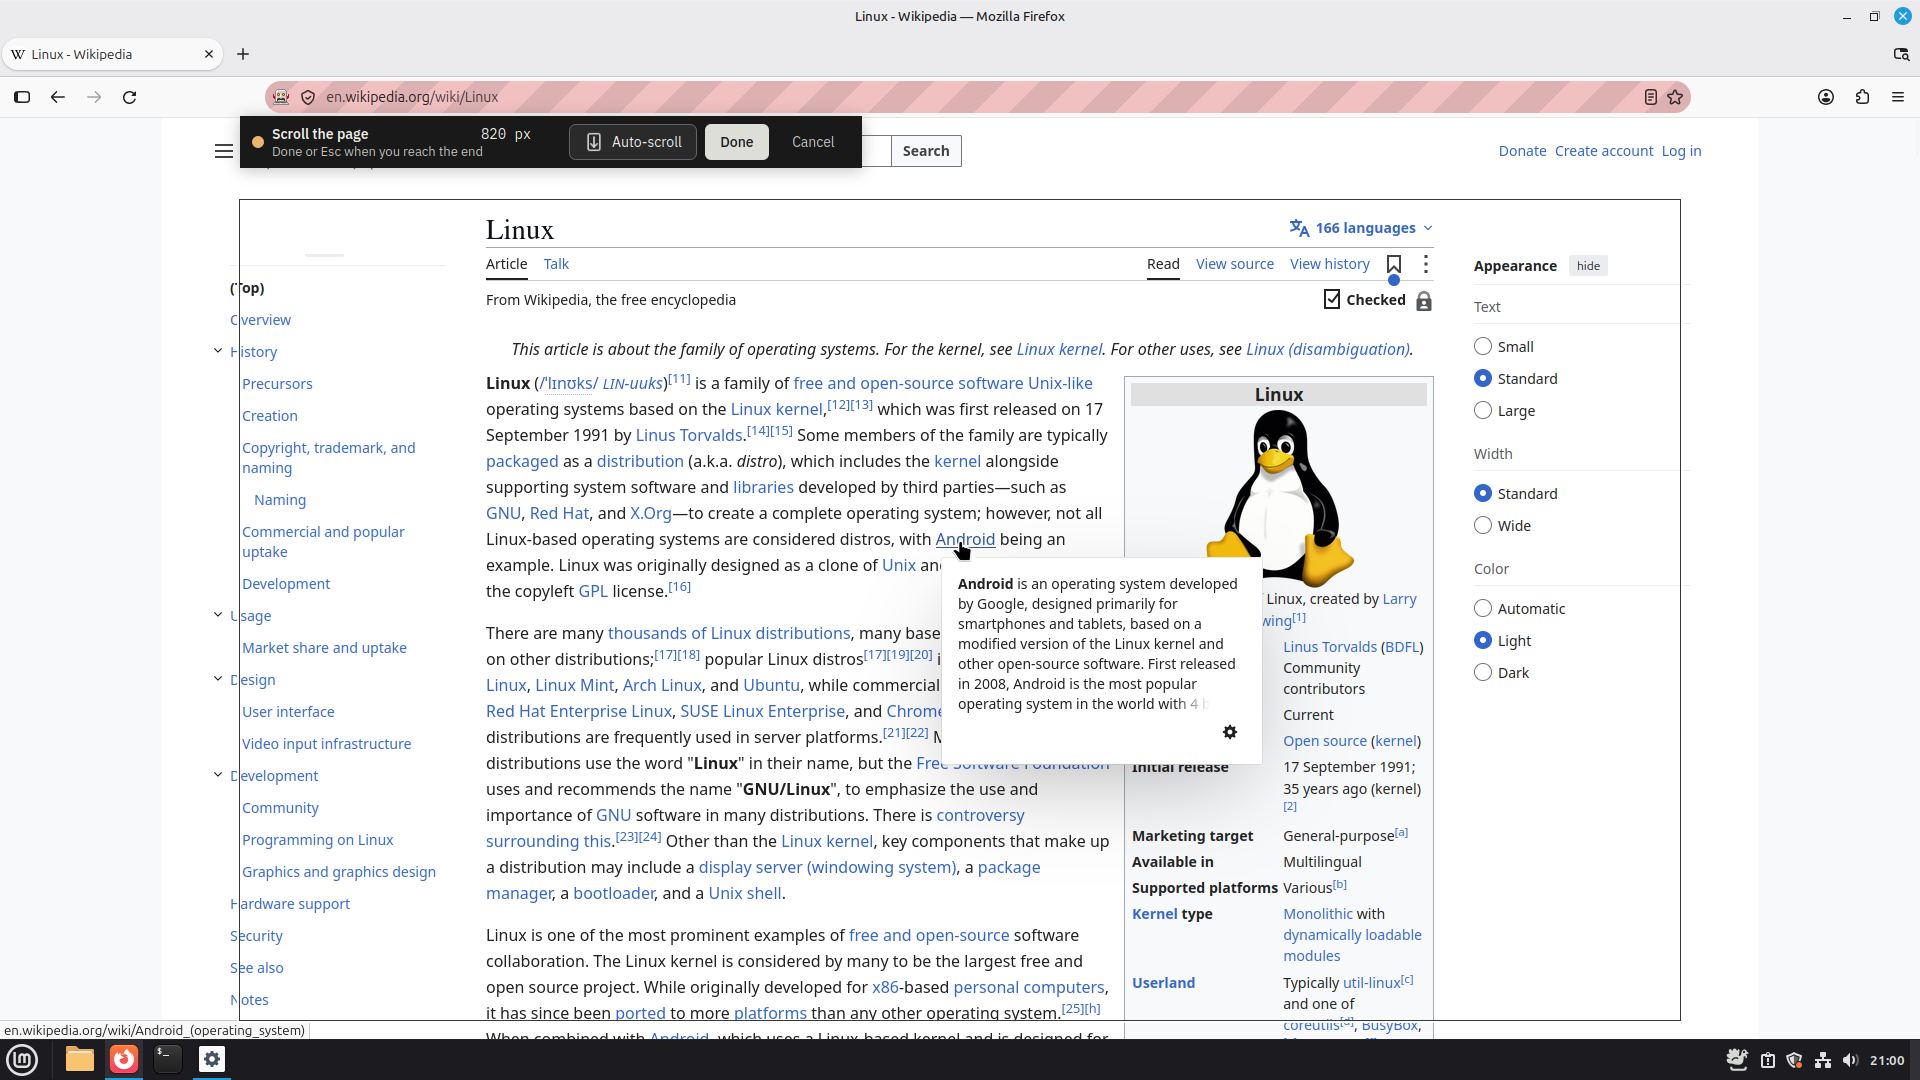 Linux - Wikipedia — Mozilla Firefox
Linux - Wikipedia
en.wikipedia.org/wiki/Linux
Scroll the page
Done or Esc when you reach the end
820 px
Auto-scroll
Done
Cancel
Search
Donate
Create account
Log in
Linux
166 languages
Article
Talk
Read
View source
View history
From Wikipedia, the free encyclopedia
Checked
(Top)
Overview
History
Precursors
Creation
Copyright, trademark, and
naming
Naming
Commercial and popular
uptake
Development
Usage
Market share and uptake
Design
User interface
Video input infrastructure
Development
Community
Programming on Linux
Graphics and graphics design
Hardware support
Security
See also
Notes
This article is about the family of operating systems. For the kernel, see Linux kernel. For other uses, see Linux (disambiguation).
Linux (/ˈlɪnʊks/ LIN-uuks)[11] is a family of free and open-source software Unix-like
operating systems based on the Linux kernel,[12][13] which was first released on 17
September 1991 by Linus Torvalds.[14][15] Some members of the family are typically
packaged as a distribution (a.k.a. distro), which includes the kernel alongside
supporting system software and libraries developed by third parties—such as
GNU, Red Hat, and X.Org—to create a complete operating system; however, not all
Linux-based operating systems are considered distros, with Android being an
example. Linux was originally designed as a clone of Unix and
the copyleft GPL license.[16]
There are many thousands of Linux distributions, many base
on other distributions;[17][18] popular Linux distros[17][19][20]
Linux, Linux Mint, Arch Linux, and Ubuntu, while commercial
Red Hat Enterprise Linux, SUSE Linux Enterprise, and Chrome
distributions are frequently used in server platforms.[21][22]
distributions use the word "Linux" in their name, but the Free Software Foundation
uses and recommends the name "GNU/Linux", to emphasize the use and
importance of GNU software in many distributions. There is controversy
surrounding this.[23][24] Other than the Linux kernel, key components that make up
a distribution may include a display server (windowing system), a package
manager, a bootloader, and a Unix shell.
Linux is one of the most prominent examples of free and open-source software
collaboration. The Linux kernel is considered by many to be the largest free and
open source project. While originally developed for x86-based personal computers,
it has since been ported to more platforms than any other operating system.[25][h]
When combined with Android, which uses a Linux-based kernel and is designed for
Android is an operating system developed
by Google, designed primarily for
smartphones and tablets, based on a
modified version of the Linux kernel and
other open-source software. First released
in 2008, Android is the most popular
operating system in the world with 4 b
Linux
Linux, created by Larry
wing[1]
Linus Torvalds (BDFL)
Community
contributors
Current
Open source (kernel)
Initial release
17 September 1991;
35 years ago (kernel)
[2]
Marketing target
General-purpose[a]
Available in
Multilingual
Supported platforms
Various[b]
Kernel type
Monolithic with
dynamically loadable
modules
Userland
Typically util-linux[c]
and one of
coreutils[d], BusyBox,
Appearance
hide
Text
Small
Standard
Large
Width
Standard
Wide
Color
Automatic
Light
Dark
en.wikipedia.org/wiki/Android_(operating_system)
21:00